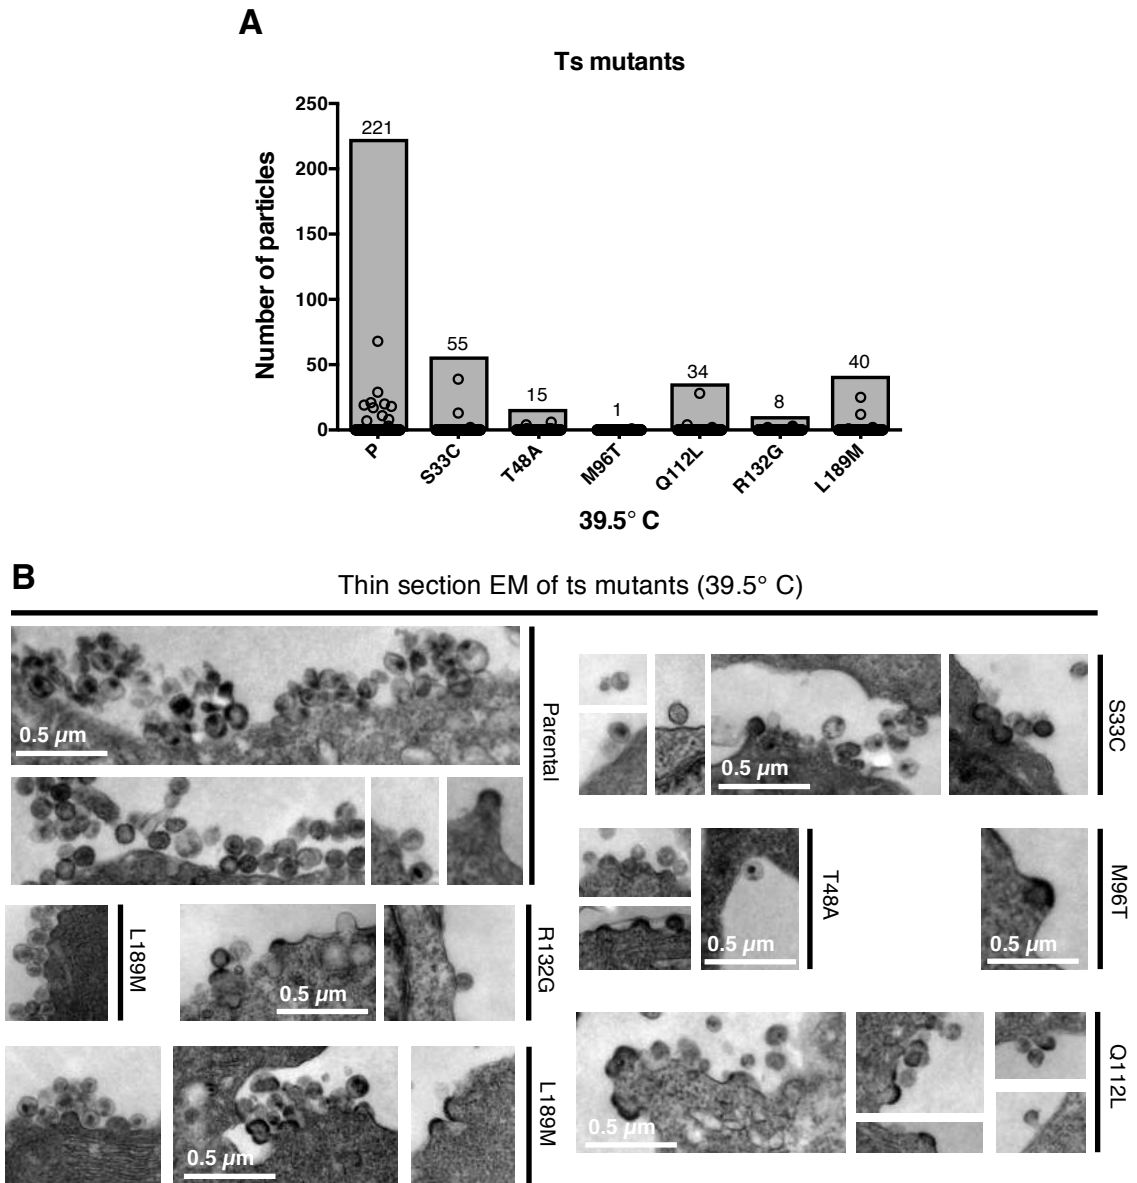 A
Ts mutants
Number of particles
250
200
150
100
50
0
221
55
15
1
34
8
40
P
S33C
T48A
M96T
Q112L
R132G
L189M
39.5° C
B
Thin section EM of ts mutants (39.5° C)
0.5 µm
Parental
0.5 µm
S33C
L189M
0.5 µm
R132G
0.5 µm
T48A
0.5 µm
M96T
0.5 µm
L189M
0.5 µm
Q112L